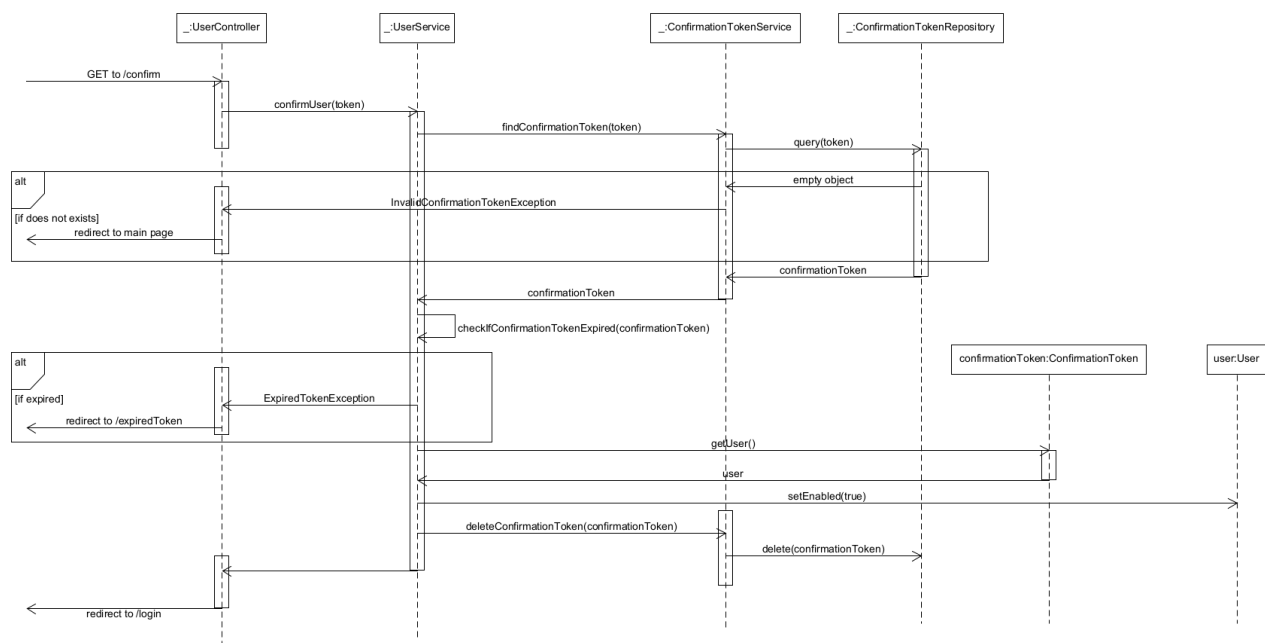 _:UserController
_:UserService
_:ConfirmationTokenService
_:ConfirmationTokenRepository
GET to /confirm
confirmUser(token)
findConfirmationToken(token)
query(token)
alt
empty object
InvalidConfirmationTokenException
[if does not exists]
redirect to main page
confirmationToken
confirmationToken
checkIfConfirmationTokenExpired(confirmationToken)
confirmationToken:ConfirmationToken
user:User
alt
[if expired]
ExpiredTokenException
redirect to /expiredToken
getUser()
user
setEnabled(true)
deleteConfirmationToken(confirmationToken)
delete(confirmationToken)
redirect to /login